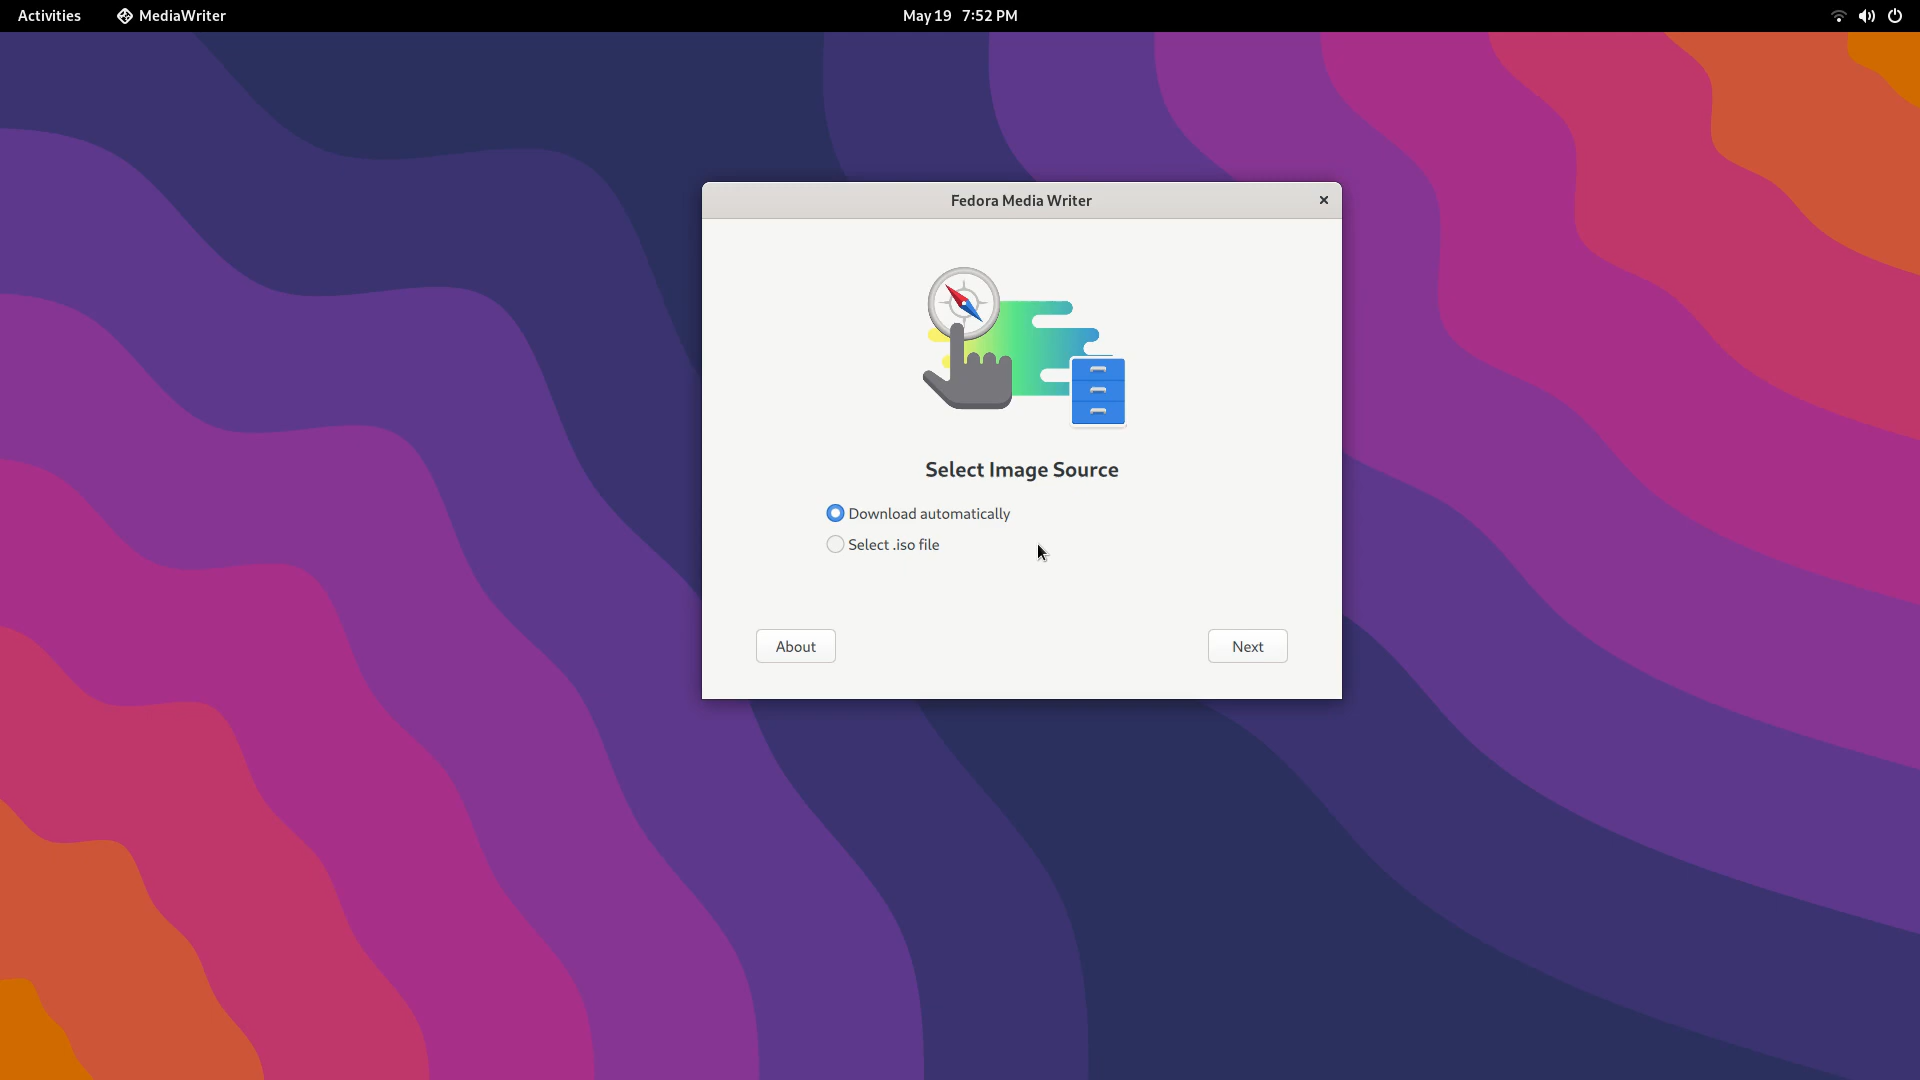 Activities MediaWriter May 19 7:52 PM
Fedora Media Writer
Select Image Source
Download automatically
Select .iso file
About Next